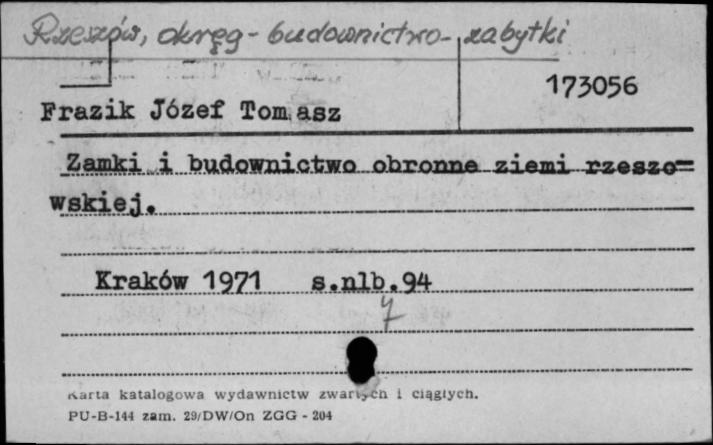 Rzeszów, okręg - budownictwo - zabytki
173056
Frazik Józef Tomasz
Zamki i budownictwo obronne ziemi rzeszo=
wskiej.
Kraków 1971 s.nlb.94
4
Karta katalogowa wydawnictw zwartych i ciągłych.
PU-B-144 zam. 29/DW/On ZGG - 204